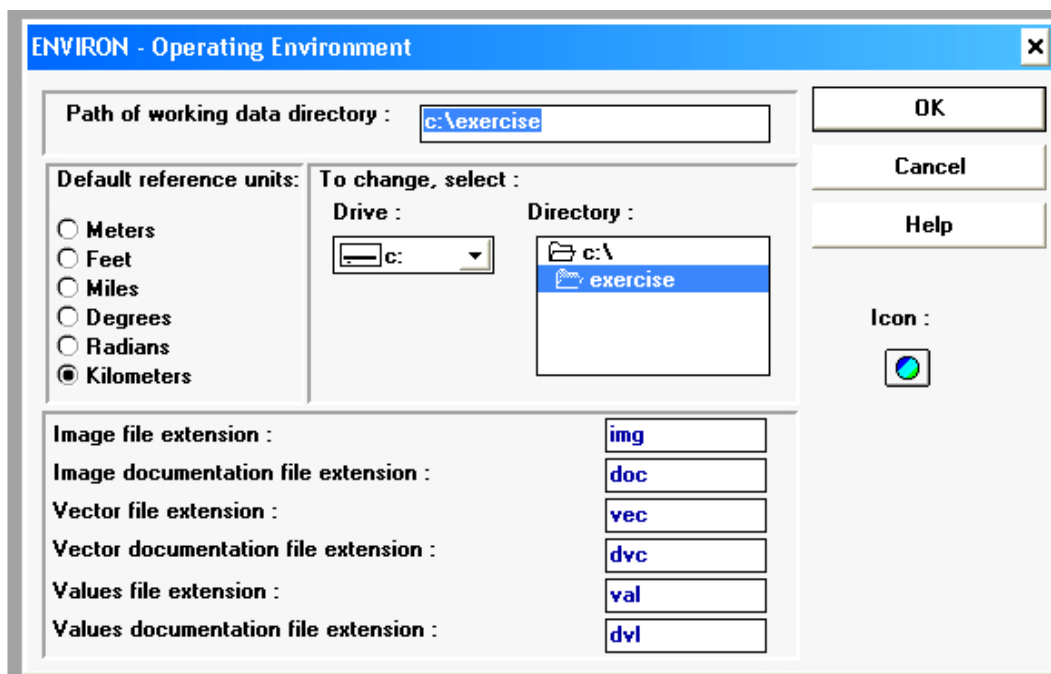 ENVIRON - Operating Environment
Path of working data directory :
c:\exercise
OK
Cancel
Help
Default reference units:
Meters
Feet
Miles
Degrees
Radians
Kilometers
To change, select :
Drive :
c:
Directory :
c:\
exercise
Icon :
Image file extension :
img
Image documentation file extension :
doc
Vector file extension :
vec
Vector documentation file extension :
dvc
Values file extension :
val
Values documentation file extension :
dvl